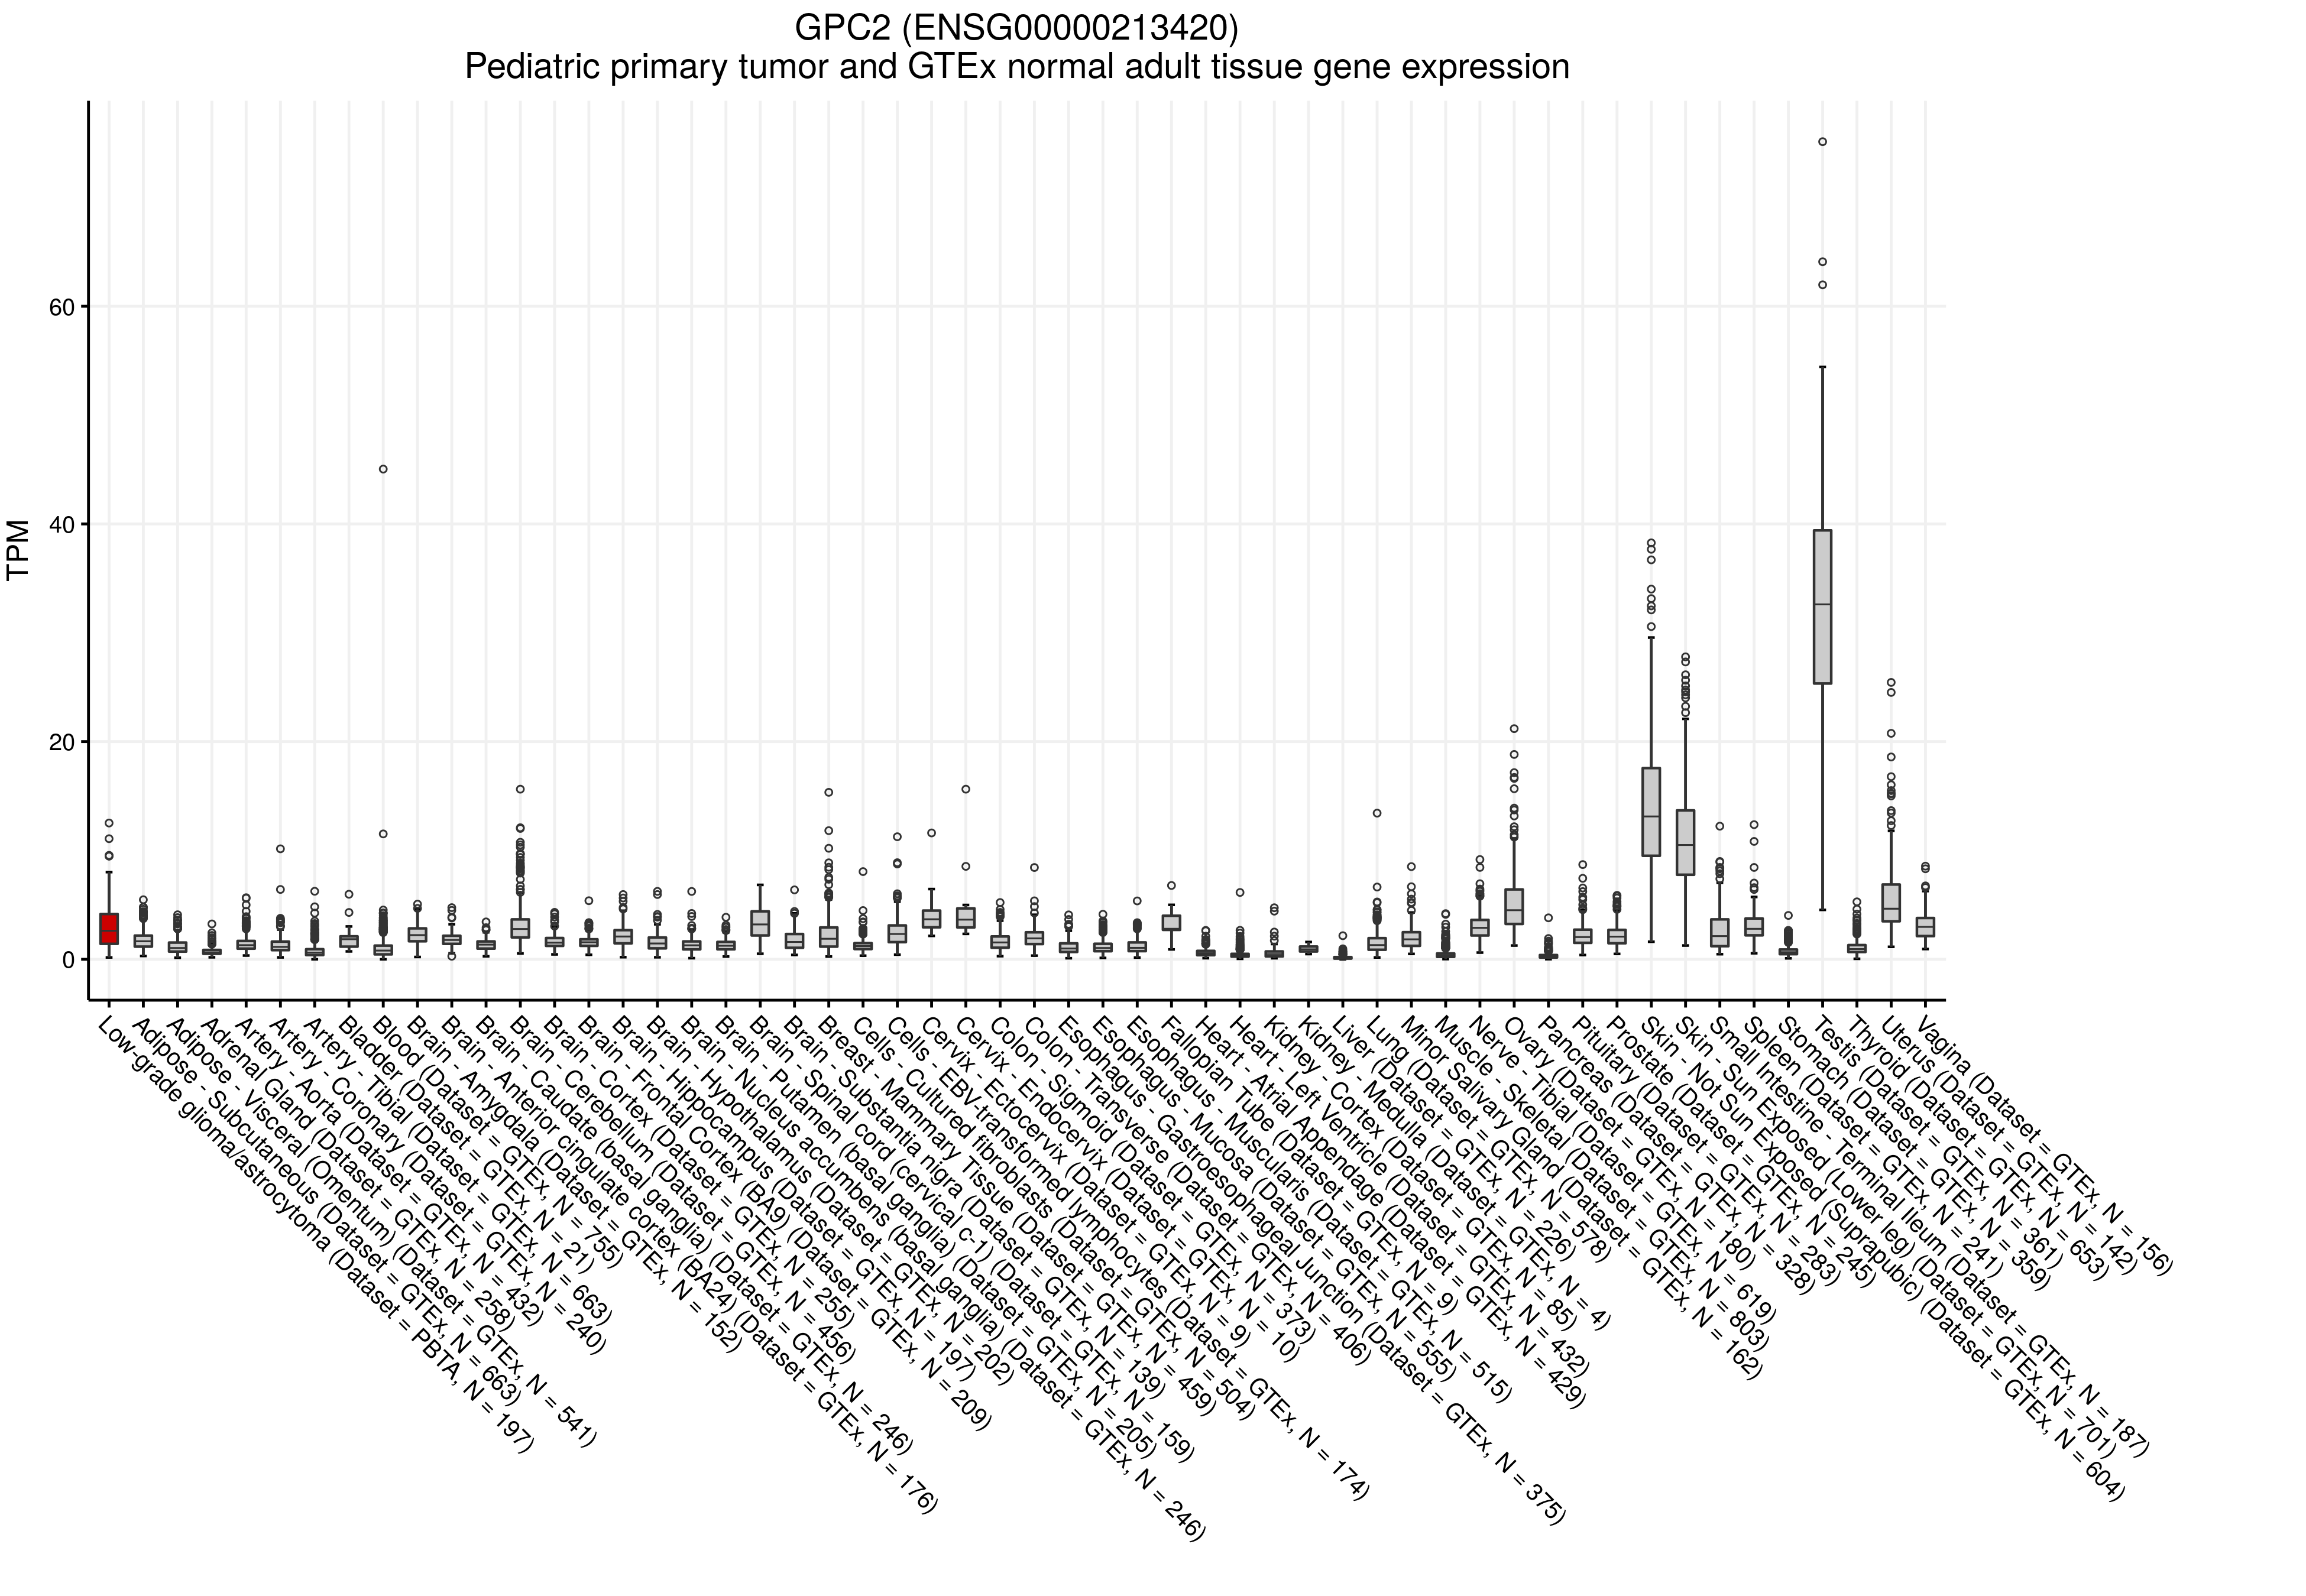 GPC2 (ENSG00000213420)
Pediatric primary tumor and GTEx normal adult tissue gene expression
TPM
60
40
20
0
Low-grade glioma/astrocytoma (Dataset = PBTA, N = 197)
Adipose - Subcutaneous (Dataset = GTEx, N = 663)
Adipose - Visceral (Omentum) (Dataset = GTEx, N = 541)
Adrenal Gland (Dataset = GTEx, N = 258)
Artery - Aorta (Dataset = GTEx, N = 432)
Artery - Coronary (Dataset = GTEx, N = 240)
Artery - Tibial (Dataset = GTEx, N = 663)
Bladder (Dataset = GTEx, N = 21)
Blood (Dataset = GTEx, N = 755)
Brain - Amygdala (Dataset = GTEx, N = 152)
Brain - Anterior cingulate cortex (BA24) (Dataset = GTEx, N = 176)
Brain - Caudate (basal ganglia) (Dataset = GTEx, N = 246)
Brain - Cerebellum (Dataset = GTEx, N = 456)
Brain - Cortex (Dataset = GTEx, N = 255)
Brain - Frontal Cortex (BA9) (Dataset = GTEx, N = 209)
Brain - Hippocampus (Dataset = GTEx, N = 197)
Brain - Hypothalamus (Dataset = GTEx, N = 202)
Brain - Nucleus accumbens (basal ganglia) (Dataset = GTEx, N = 246)
Brain - Putamen (basal ganglia) (Dataset = GTEx, N = 205)
Brain - Spinal cord (cervical c-1) (Dataset = GTEx, N = 159)
Brain - Substantia nigra (Dataset = GTEx, N = 139)
Breast - Mammary Tissue (Dataset = GTEx, N = 459)
Cells - Cultured fibroblasts (Dataset = GTEx, N = 504)
Cells - EBV-transformed lymphocytes (Dataset = GTEx, N = 174)
Cervix - Ectocervix (Dataset = GTEx, N = 9)
Cervix - Endocervix (Dataset = GTEx, N = 10)
Colon - Sigmoid (Dataset = GTEx, N = 373)
Colon - Transverse (Dataset = GTEx, N = 406)
Esophagus - Gastroesophageal Junction (Dataset = GTEx, N = 375)
Esophagus - Mucosa (Dataset = GTEx, N = 555)
Esophagus - Muscularis (Dataset = GTEx, N = 515)
Fallopian Tube (Dataset = GTEx, N = 9)
Heart - Atrial Appendage (Dataset = GTEx, N = 429)
Heart - Left Ventricle (Dataset = GTEx, N = 432)
Kidney - Cortex (Dataset = GTEx, N = 85)
Kidney - Medulla (Dataset = GTEx, N = 4)
Liver (Dataset = GTEx, N = 226)
Lung (Dataset = GTEx, N = 578)
Minor Salivary Gland (Dataset = GTEx, N = 162)
Muscle - Skeletal (Dataset = GTEx, N = 803)
Nerve - Tibial (Dataset = GTEx, N = 619)
Ovary (Dataset = GTEx, N = 180)
Pancreas (Dataset = GTEx, N = 328)
Pituitary (Dataset = GTEx, N = 283)
Prostate (Dataset = GTEx, N = 245)
Skin - Not Sun Exposed (Suprapubic) (Dataset = GTEx, N = 604)
Skin - Sun Exposed (Lower leg) (Dataset = GTEx, N = 701)
Small Intestine - Terminal Ileum (Dataset = GTEx, N = 187)
Spleen (Dataset = GTEx, N = 241)
Stomach (Dataset = GTEx, N = 359)
Testis (Dataset = GTEx, N = 361)
Thyroid (Dataset = GTEx, N = 653)
Uterus (Dataset = GTEx, N = 142)
Vagina (Dataset = GTEx, N = 156)